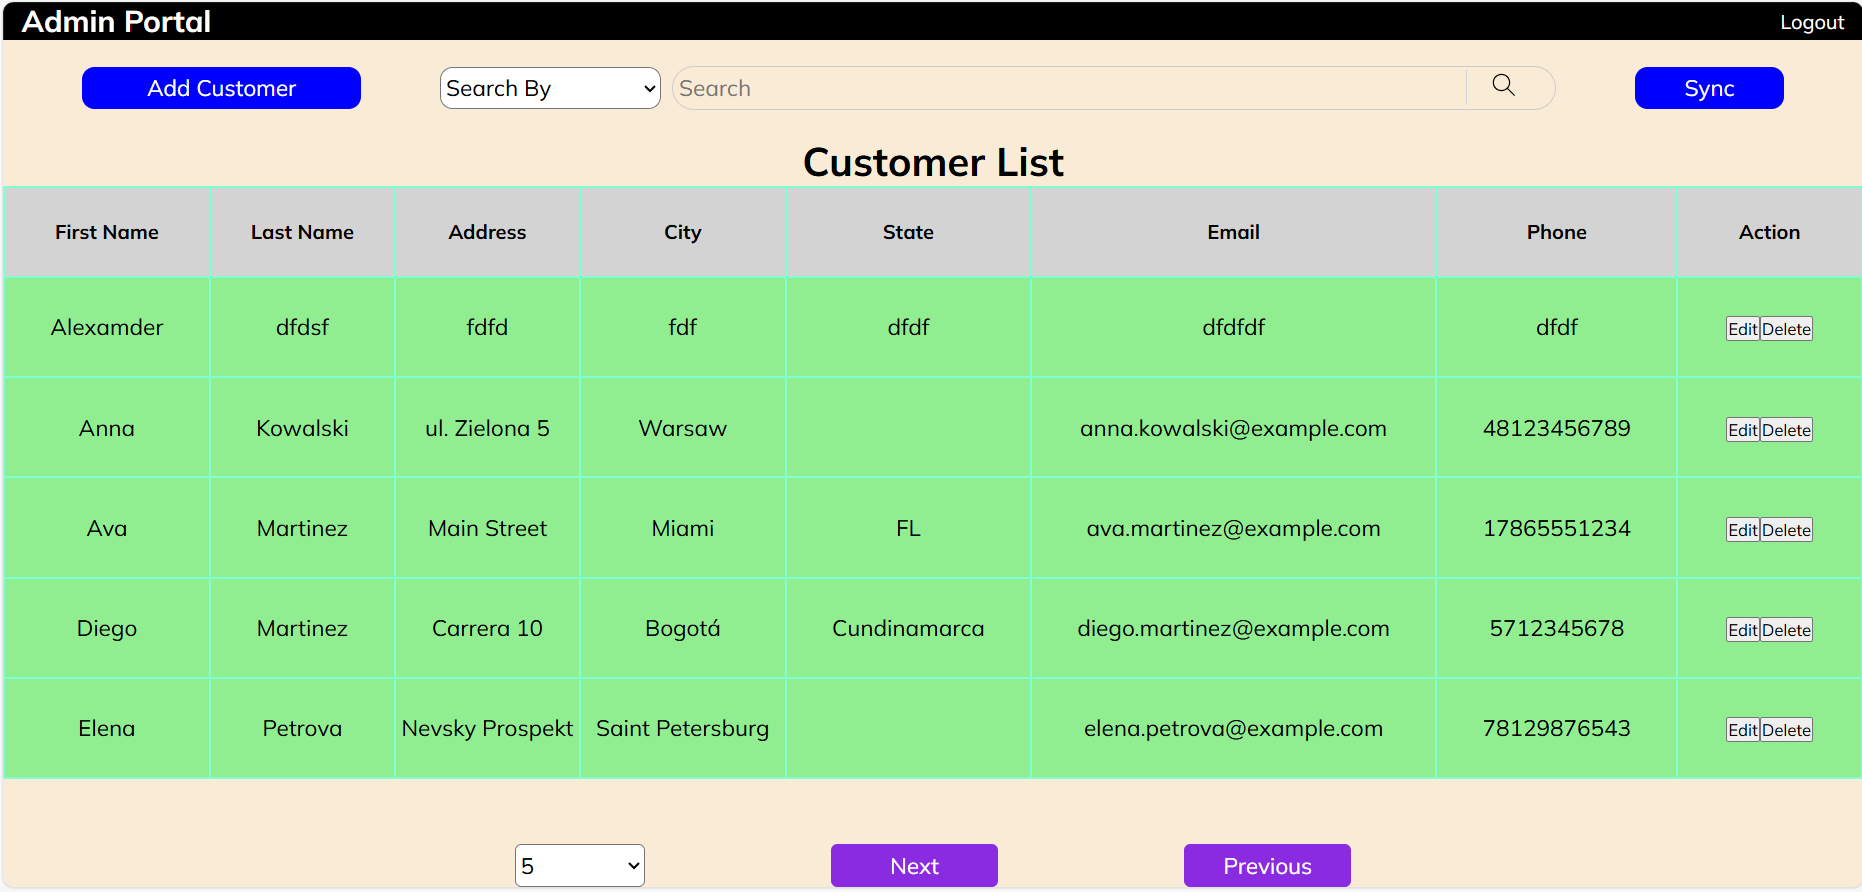 Admin Portal Logout
Add Customer Search By Search Sync
Customer List
First Name Last Name Address City State Email Phone Action
Alexamder dfdsf fdfd fdf dfdf dfdfdf dfdf Edit Delete
Anna Kowalski ul. Zielona 5 Warsaw anna.kowalski@example.com 48123456789 Edit Delete
Ava Martinez Main Street Miami FL ava.martinez@example.com 17865551234 Edit Delete
Diego Martinez Carrera 10 Bogotá Cundinamarca diego.martinez@example.com 5712345678 Edit Delete
Elena Petrova Nevsky Prospekt Saint Petersburg elena.petrova@example.com 78129876543 Edit Delete
5 Next Previous